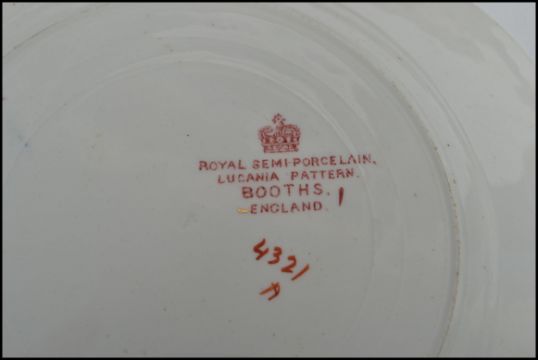 ROYAL SEMI-PORCELAIN.
LUCANIA PATTERN.
BOOTHS.
ENGLAND.
4321
A